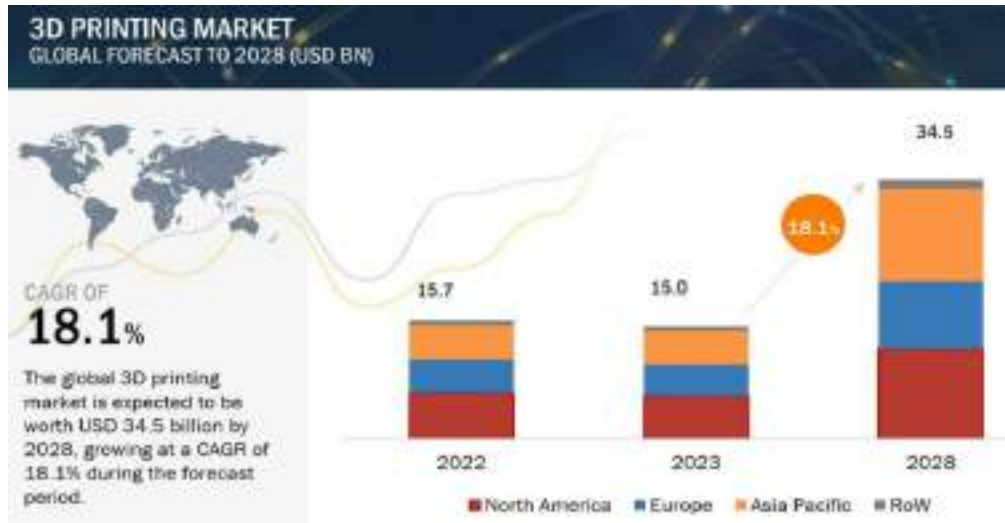 3D PRINTING MARKET
GLOBAL FORECAST TO 2028 (USD BN)
CAGR OF
18.1%
The global 3D printing
market is expected to be
worth USD 34.5 billion by
2028, growing at a CAGR of
18.1% during the forecast
period.
34.5
18.1%
15.7
15.0
2022
2023
2028
North America
Europe
Asia Pacific
RoW